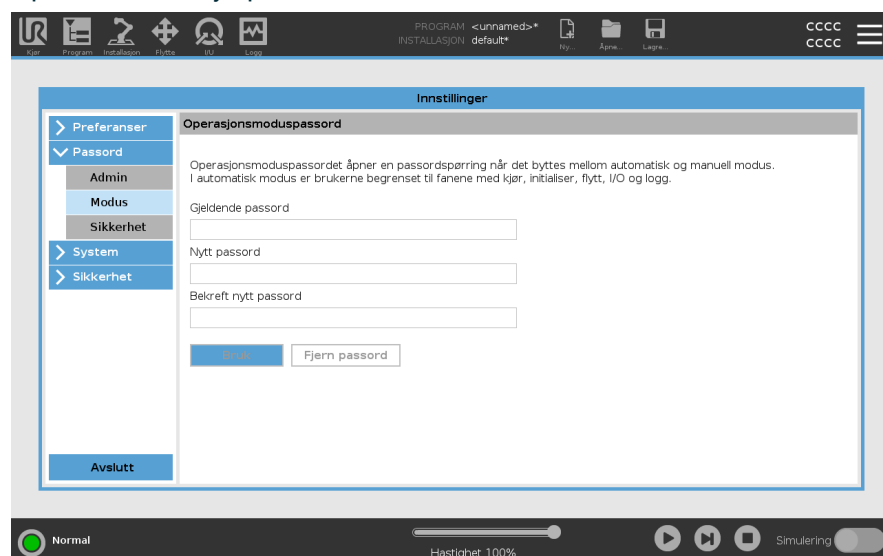 PROGRAM <unnamed>*
INSTALLASJON default*
CCCC
CCCC
Kjør Program Installasjon Flytte I/U Logg Ny... Åpne... Lagre...
Innstillinger
Preferanser
Passord
Admin
Modus
Sikkerhet
System
Sikkerhet
Avslutt
Operasjonsmoduspassord
Operasjonsmoduspassordet åpner en passordspørring når det byttes mellom automatisk og manuell modus.
I automatisk modus er brukerne begrenset til fanene med kjør, initialiser, flytt, I/O og logg.
Gjeldende passord
Nytt passord
Bekreft nytt passord
Bruk Fjern passord
Normal
Hastighet 100%
Simulering